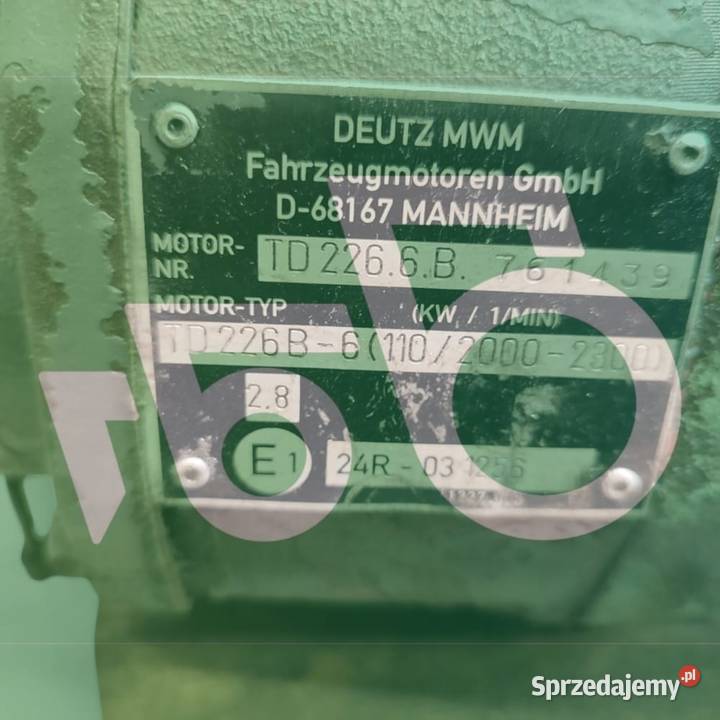 DEUTZ MWM
Fahrzeugmotoren GmbH
D-68167 MANNHEIM
MOTOR-NR. TD 226.6.B. 761439
MOTOR-TYP (KW / 1/MIN)
TD 226 B - 6 (110 / 2000 - 2300)
2.8
E 1 24R - 03 1256
Sprzedajemy.pl